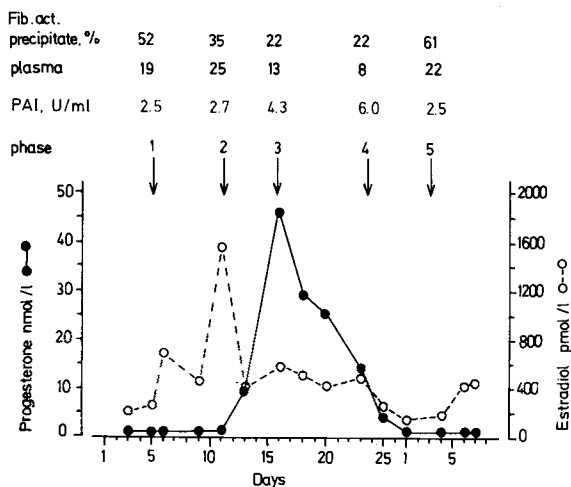 Fib. act.
precipitate, % 52 35 22 22 61
plasma 19 25 13 8 22
PAI, U/ml 2.5 2.7 4.3 6.0 2.5
phase 1 2 3 4 5
50 40 30 20 10 0
Progesterone nmol/l
2000 1600 1200 800 400 0
Estradiol pmol/l
1 5 10 15 20 25 1 5
Days